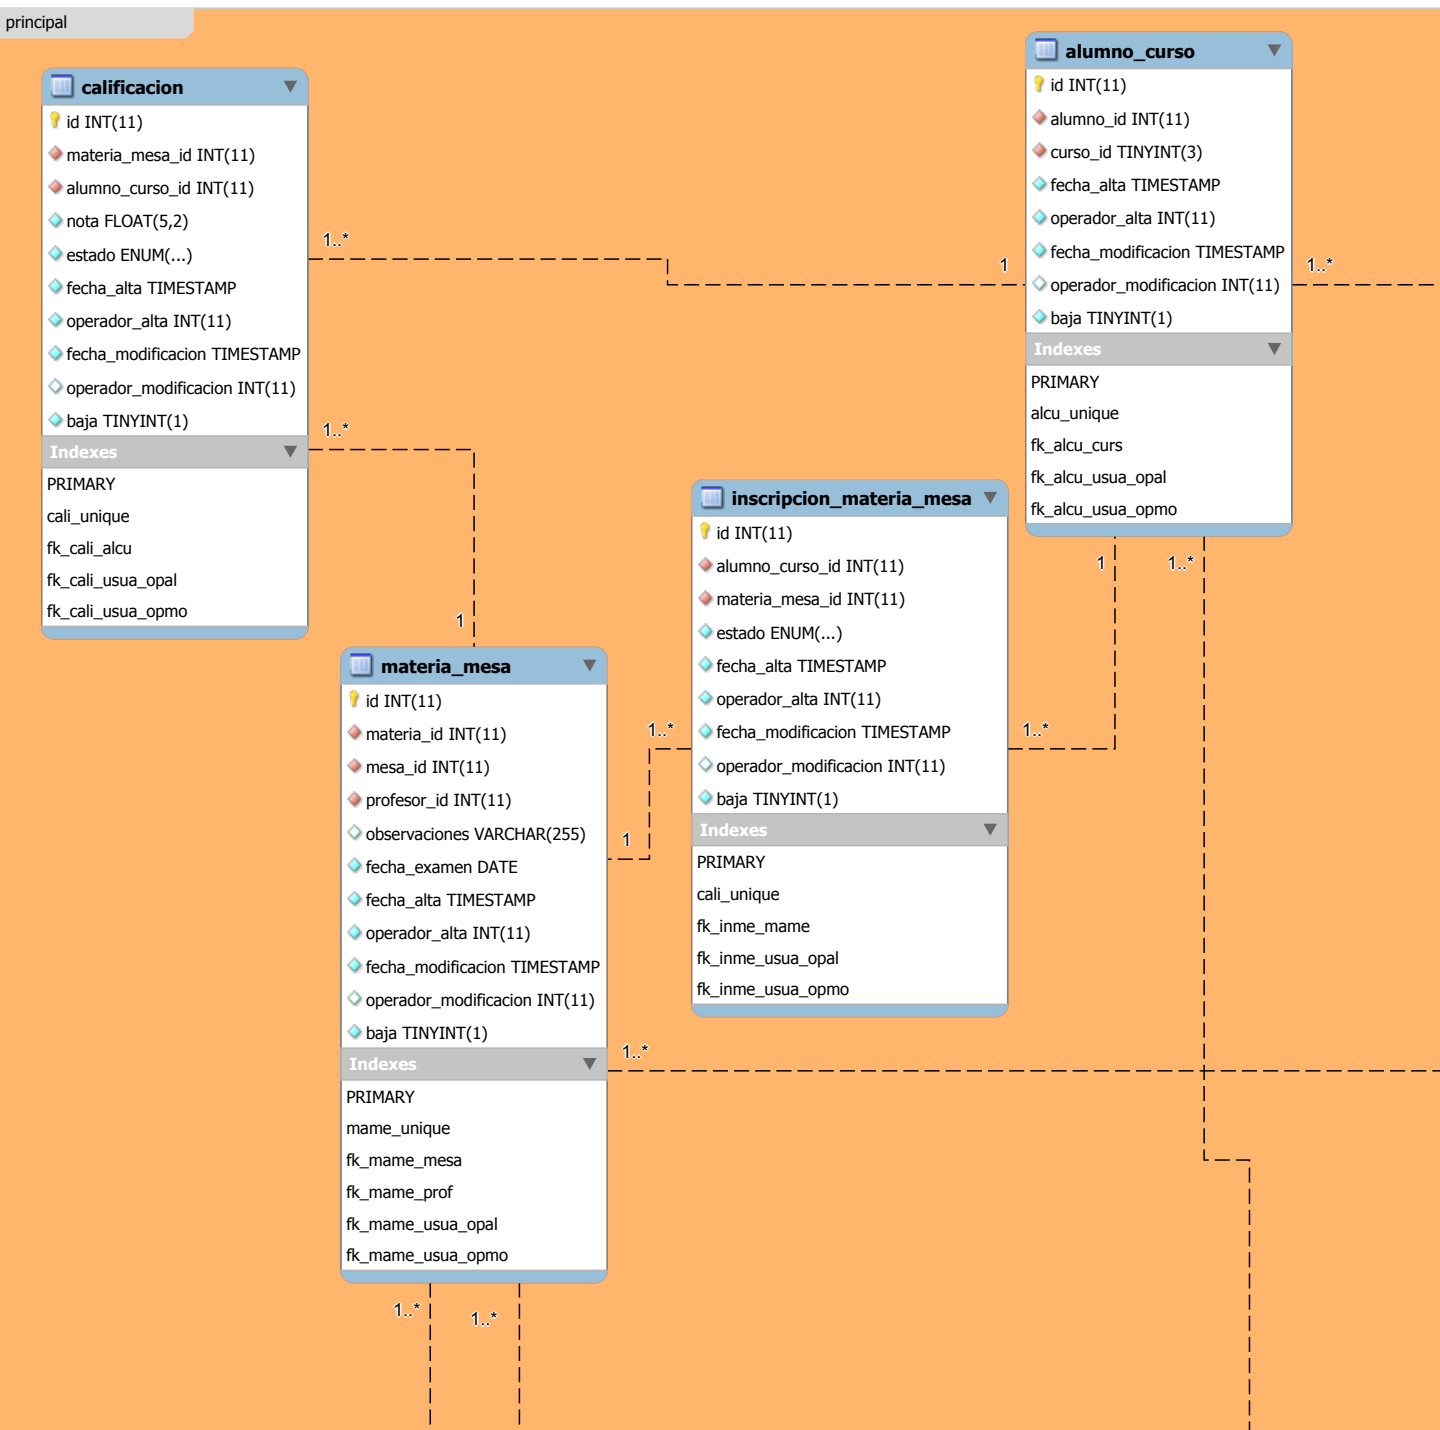 principal
calificacion
id INT(11)
materia_mesa_id INT(11)
alumno_curso_id INT(11)
nota FLOAT(5,2)
estado ENUM(...)
fecha_alta TIMESTAMP
operador_alta INT(11)
fecha_modificacion TIMESTAMP
operador_modificacion INT(11)
baja TINYINT(1)
Indexes
PRIMARY
cali_unique
fk_cali_alcu
fk_cali_usua_opal
fk_cali_usua_opmo
1..*
1
1..*
1
alumno_curso
id INT(11)
alumno_id INT(11)
curso_id TINYINT(3)
fecha_alta TIMESTAMP
operador_alta INT(11)
fecha_modificacion TIMESTAMP
operador_modificacion INT(11)
baja TINYINT(1)
Indexes
PRIMARY
alcu_unique
fk_alcu_curs
fk_alcu_usua_opal
fk_alcu_usua_opmo
1..*
1
1..*
inscripcion_materia_mesa
id INT(11)
alumno_curso_id INT(11)
materia_mesa_id INT(11)
estado ENUM(...)
fecha_alta TIMESTAMP
operador_alta INT(11)
fecha_modificacion TIMESTAMP
operador_modificacion INT(11)
baja TINYINT(1)
Indexes
PRIMARY
cali_unique
fk_inme_mame
fk_inme_usua_opal
fk_inme_usua_opmo
1..*
1..*
1
materia_mesa
id INT(11)
materia_id INT(11)
mesa_id INT(11)
profesor_id INT(11)
observaciones VARCHAR(255)
fecha_examen DATE
fecha_alta TIMESTAMP
operador_alta INT(11)
fecha_modificacion TIMESTAMP
operador_modificacion INT(11)
baja TINYINT(1)
Indexes
PRIMARY
mame_unique
fk_mame_mesa
fk_mame_prof
fk_mame_usua_opal
fk_mame_usua_opmo
1..*
1..*
1..*